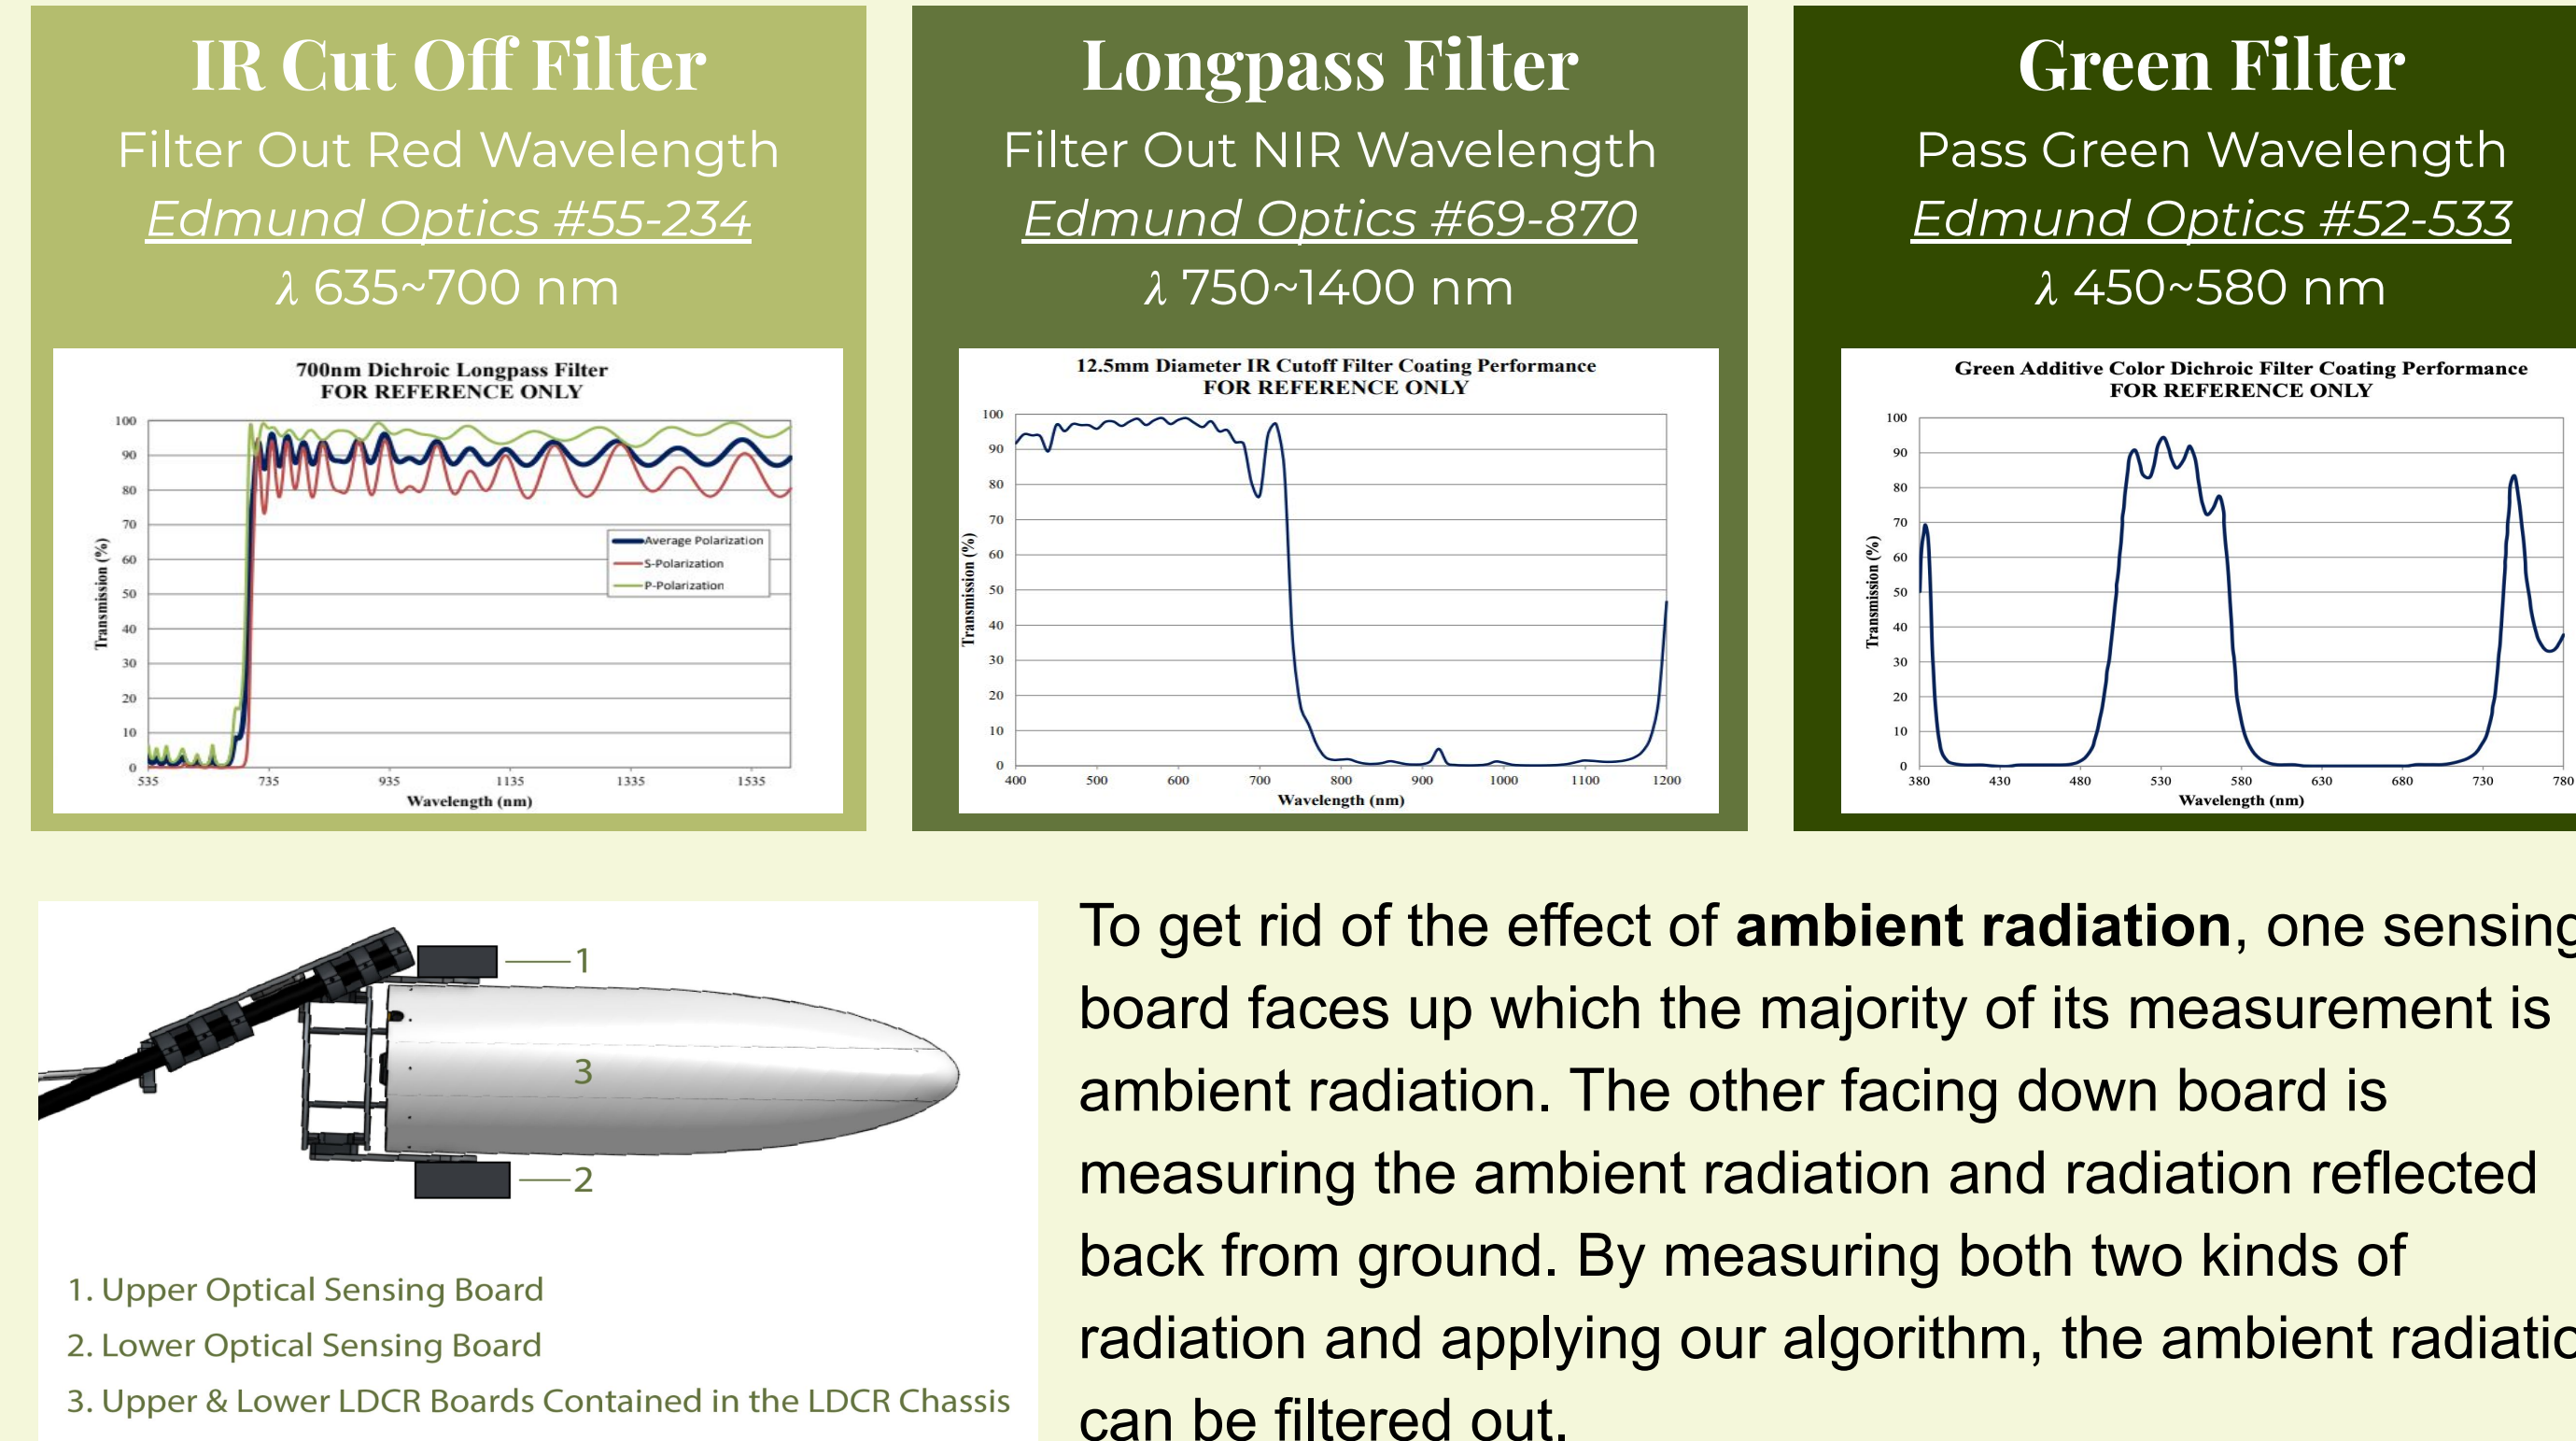 IR Cut Off Filter
Filter Out Red Wavelength
Edmund Optics #55-234
λ 635~700 nm
700nm Dichroic Longpass Filter
FOR REFERENCE ONLY
100
90
80
70
60
50
40
30
20
10
0
Transmission (%)
Average Polarization
S-Polarization
P-Polarization
535 735 935 1135 1335 1535
Wavelength (nm)
Longpass Filter
Filter Out NIR Wavelength
Edmund Optics #69-870
λ 750~1400 nm
12.5mm Diameter IR Cutoff Filter Coating Performance
FOR REFERENCE ONLY
100
90
80
70
60
50
40
30
20
10
0
Transmission (%)
400 500 600 700 800 900 1000 1100 1200
Wavelength (nm)
Green Filter
Pass Green Wavelength
Edmund Optics #52-533
λ 450~580 nm
Green Additive Color Dichroic Filter Coating Performance
FOR REFERENCE ONLY
100
90
80
70
60
50
40
30
20
10
0
Transmission (%)
380 430 480 530 580 630 680 730 780
Wavelength (nm)
1
3
2
1. Upper Optical Sensing Board
2. Lower Optical Sensing Board
3. Upper & Lower LDCR Boards Contained in the LDCR Chassis
To get rid of the effect of ambient radiation, one sensing
board faces up which the majority of its measurement is
ambient radiation. The other facing down board is
measuring the ambient radiation and radiation reflected
back from ground. By measuring both two kinds of
radiation and applying our algorithm, the ambient radiatio
can be filtered out.